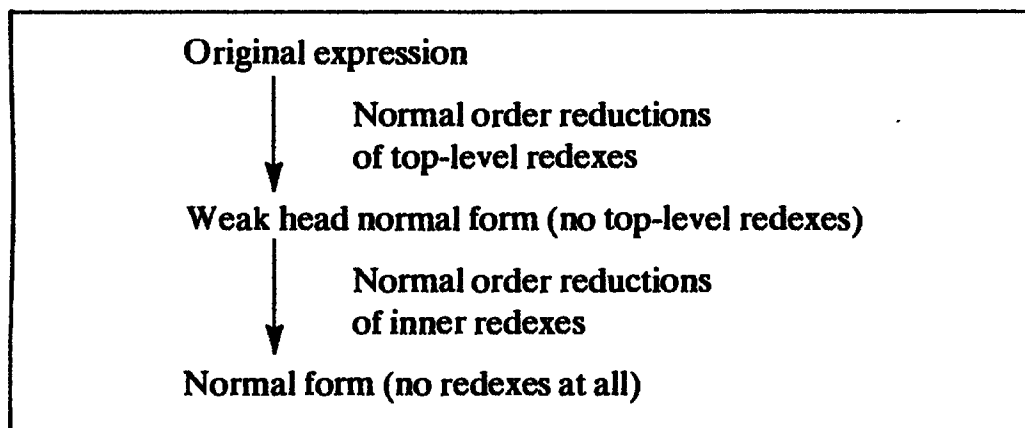 Original expression
Normal order reductions
of top-level redexes
Weak head normal form (no top-level redexes)
Normal order reductions
of inner redexes
Normal form (no redexes at all)